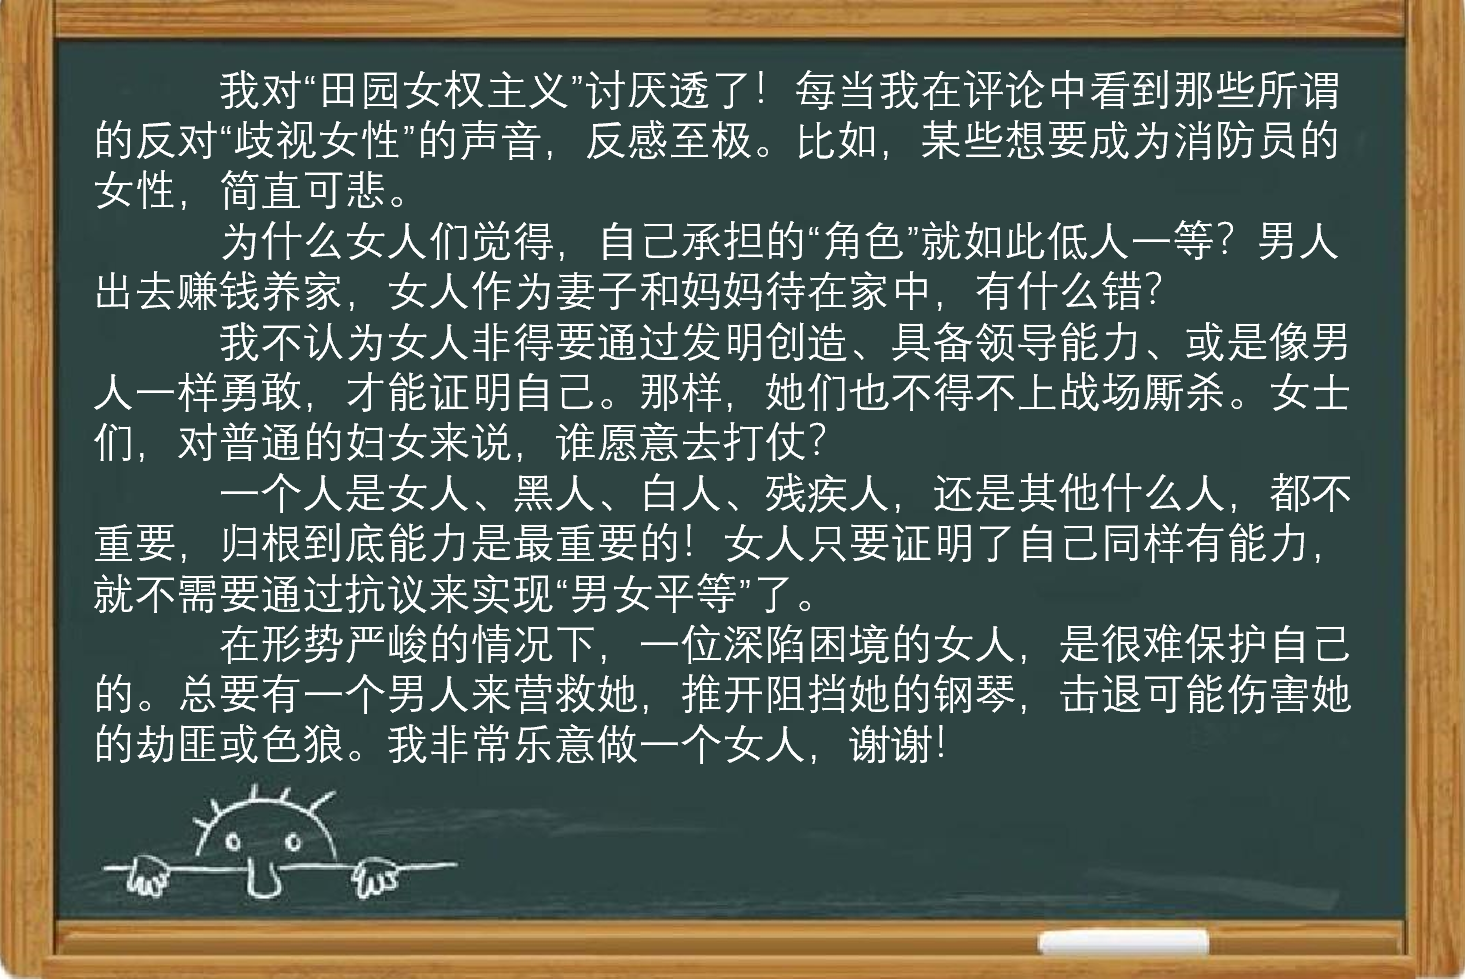 我对“田园女权主义”讨厌透了！每当我在评论中看到那些所谓
的反对“歧视女性”的声音，反感至极。比如，某些想要成为消防员的
女性，简直可悲。
为什么女人们觉得，自己承担的“角色”就如此低人一等？男人
出去赚钱养家，女人作为妻子和妈妈待在家中，有什么错？
我不认为女人非得要通过发明创造、具备领导能力、或是像男
人一样勇敢，才能证明自己。那样，她们也不得不上战场厮杀。女士
们，对普通的妇女来说，谁愿意去打仗？
一个人是女人、黑人、白人、残疾人，还是其他什么人，都不
重要，归根到底能力是最重要的！女人只要证明了自己同样有能力，
就不需要通过抗议来实现“男女平等”了。
在形势严峻的情况下，一位深陷困境的女人，是很难保护自己
的。总要有一个男人来营救她，推开阻挡她的钢琴，击退可能伤害她
的劫匪或色狼。我非常乐意做一个女人，谢谢！